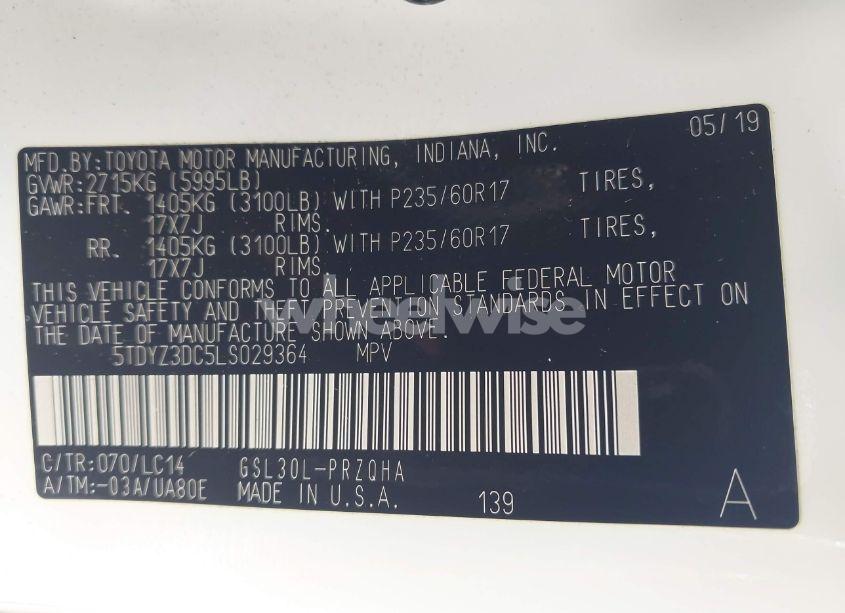 05/19
MFD.BY:TOYOTA MOTOR MANUFACTURING, INDIANA, INC.
GVWR:2715KG (5995LB)
GAWR:FRT. 1405KG (3100LB) WITH P235/60R17 TIRES,
17X7J RIMS.
RR. 1405KG (3100LB) WITH P235/60R17 TIRES,
17X7J RIMS.
THIS VEHICLE CONFORMS TO ALL APPLICABLE FEDERAL MOTOR
VEHICLE SAFETY AND THEFT PREVENTION STANDARDS IN EFFECT ON
THE DATE OF MANUFACTURE SHOWN ABOVE.
wheelwise
5TDYZ3DC5LS029364 MPV
C/TR:070/LC14 GSL30L-PRZQHA
A/TM:-03A/UA80E MADE IN U.S.A. 139 A